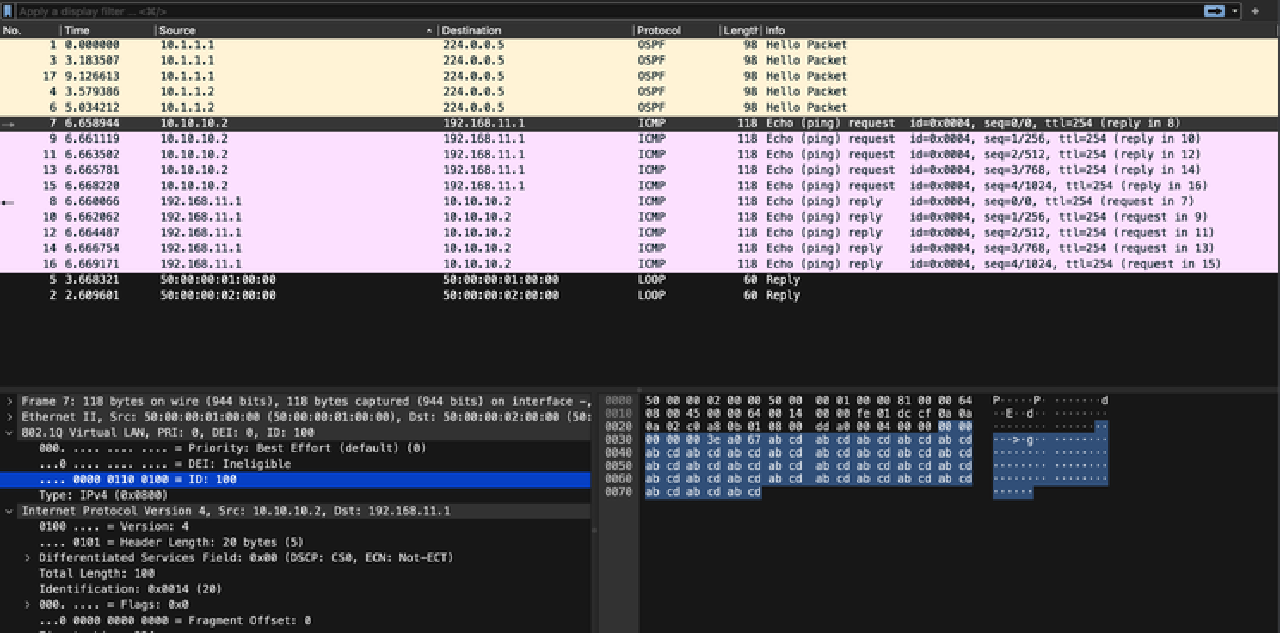 Apply a display filter ... <⌘/>
No. Time Source Destination Protocol Length Info
1 0.000000 10.1.1.1 224.0.0.5 OSPF 98 Hello Packet
3 3.183507 10.1.1.1 224.0.0.5 OSPF 98 Hello Packet
17 9.126613 10.1.1.1 224.0.0.5 OSPF 98 Hello Packet
4 3.579386 10.1.1.2 224.0.0.5 OSPF 98 Hello Packet
6 5.034212 10.1.1.2 224.0.0.5 OSPF 98 Hello Packet
7 6.658944 10.10.10.2 192.168.11.1 ICMP 118 Echo (ping) request id=0x0004, seq=0/0, ttl=254 (reply in 8)
9 6.661119 10.10.10.2 192.168.11.1 ICMP 118 Echo (ping) request id=0x0004, seq=1/256, ttl=254 (reply in 10)
11 6.663502 10.10.10.2 192.168.11.1 ICMP 118 Echo (ping) request id=0x0004, seq=2/512, ttl=254 (reply in 12)
13 6.665781 10.10.10.2 192.168.11.1 ICMP 118 Echo (ping) request id=0x0004, seq=3/768, ttl=254 (reply in 14)
15 6.668220 10.10.10.2 192.168.11.1 ICMP 118 Echo (ping) request id=0x0004, seq=4/1024, ttl=254 (reply in 16)
8 6.660066 192.168.11.1 10.10.10.2 ICMP 118 Echo (ping) reply id=0x0004, seq=0/0, ttl=254 (request in 7)
10 6.662062 192.168.11.1 10.10.10.2 ICMP 118 Echo (ping) reply id=0x0004, seq=1/256, ttl=254 (request in 9)
12 6.664487 192.168.11.1 10.10.10.2 ICMP 118 Echo (ping) reply id=0x0004, seq=2/512, ttl=254 (request in 11)
14 6.666754 192.168.11.1 10.10.10.2 ICMP 118 Echo (ping) reply id=0x0004, seq=3/768, ttl=254 (request in 13)
16 6.669171 192.168.11.1 10.10.10.2 ICMP 118 Echo (ping) reply id=0x0004, seq=4/1024, ttl=254 (request in 15)
5 3.668321 50:00:00:01:00:00 50:00:00:01:00:00 LOOP 60 Reply
2 2.609601 50:00:00:02:00:00 50:00:00:02:00:00 LOOP 60 Reply
Frame 7: 118 bytes on wire (944 bits), 118 bytes captured (944 bits) on interface -,
Ethernet II, Src: 50:00:00:01:00:00 (50:00:00:01:00:00), Dst: 50:00:00:02:00:00 (50:
802.1Q Virtual LAN, PRI: 0, DEI: 0, ID: 100
000. .... .... .... = Priority: Best Effort (default) (0)
...0 .... .... .... = DEI: Ineligible
.... 0000 0110 0100 = ID: 100
Type: IPv4 (0x0800)
Internet Protocol Version 4, Src: 10.10.10.2, Dst: 192.168.11.1
0100 .... = Version: 4
.... 0101 = Header Length: 20 bytes (5)
Differentiated Services Field: 0x00 (DSCP: CS0, ECN: Not-ECT)
Total Length: 100
Identification: 0x0014 (20)
000. .... = Flags: 0x0
...0 0000 0000 0000 = Fragment Offset: 0
0000 50 00 00 02 00 00 50 00 00 01 00 00 81 00 00 64 P·····P· ·······d
0010 08 00 45 00 00 64 00 14 00 00 fe 01 dc cf 0a 0a ··E··d·· ········
0020 0a 02 c0 a8 0b 01 08 00 dd a0 00 04 00 00 00 00 ········ ········
0030 00 00 00 3e a0 67 ab cd ab cd ab cd ab cd ab cd ···>·g·· ········
0040 ab cd ab cd ab cd ab cd ab cd ab cd ab cd ab cd ········ ········
0050 ab cd ab cd ab cd ab cd ab cd ab cd ab cd ab cd ········ ········
0060 ab cd ab cd ab cd ab cd ab cd ab cd ab cd ab cd ········ ········
0070 ab cd ab cd ab cd ······